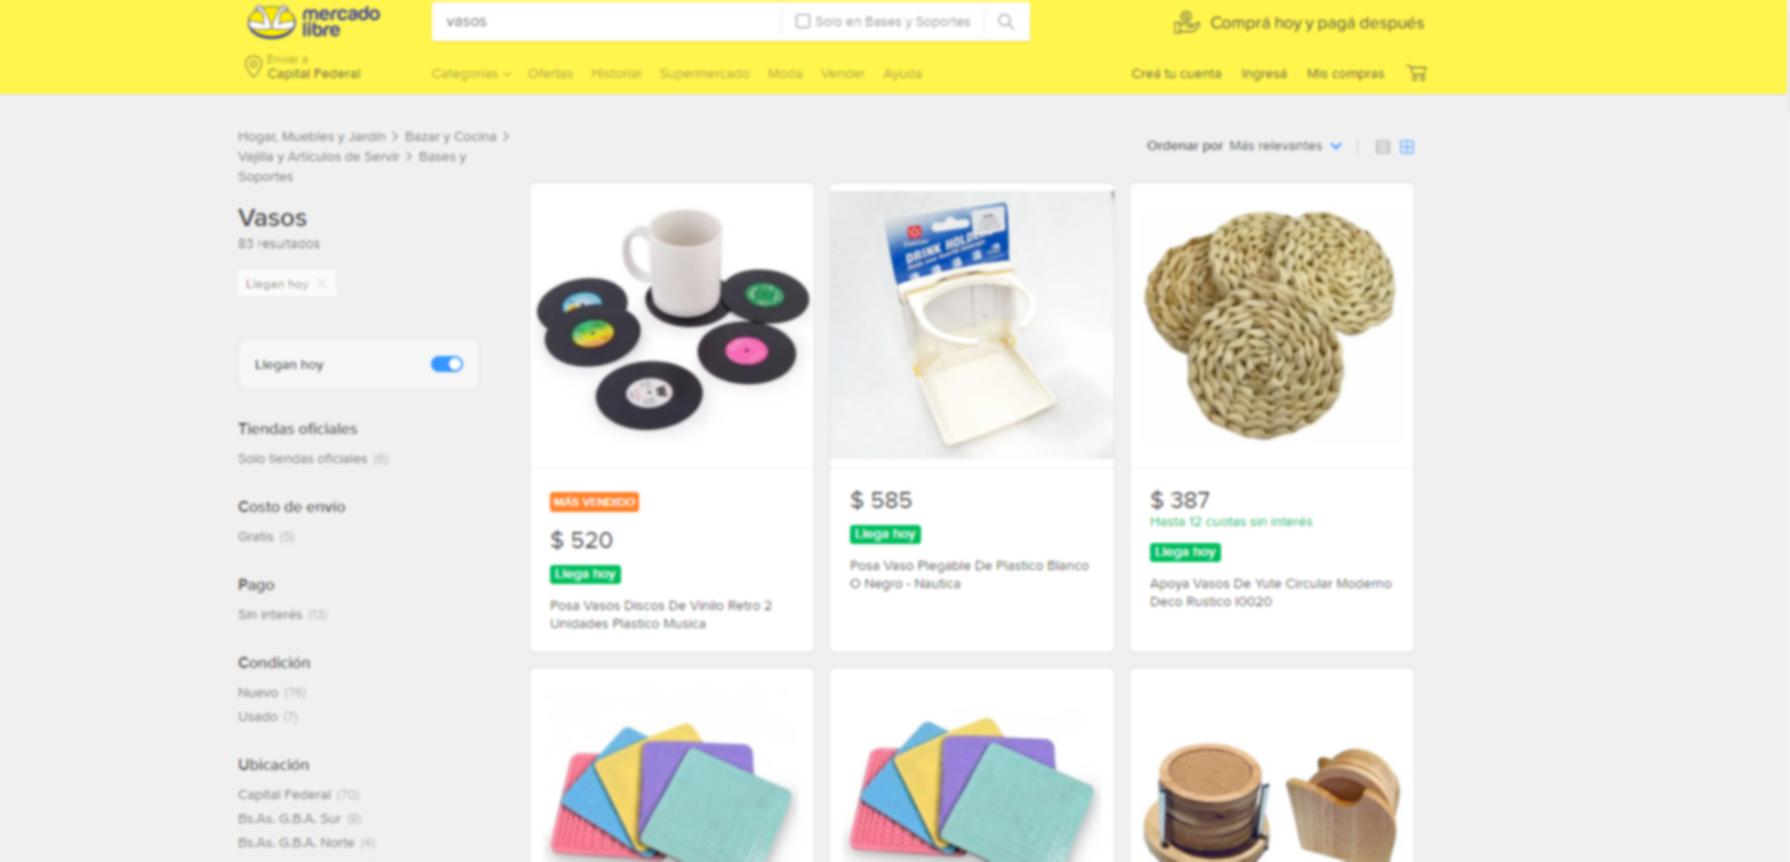 mercado
libre
vasos
Solo en Bases y Soportes
Comprá hoy y pagá después
Enviar a
Capital Federal
Categorías
Ofertas
Historial
Supermercado
Moda
Vender
Ayuda
Creá tu cuenta
Ingresá
Mis compras
Hogar, Muebles y Jardín > Bazar y Cocina >
Vajilla y Artículos de Servir > Bases y
Soportes
Ordenar por Más relevantes
Vasos
83 resultados
Llegan hoy
Llegan hoy
Tiendas oficiales
Solo tiendas oficiales (6)
Costo de envío
Gratis (5)
Pago
Sin interés (13)
Condición
Nuevo (76)
Usado (7)
Ubicación
Capital Federal (70)
Bs.As. G.B.A. Sur (8)
Bs.As. G.B.A. Norte (4)
MÁS VENDIDO
$ 520
Llega hoy
Posa Vasos Discos De Vinilo Retro 2
Unidades Plastico Musica
DRINK HOLDER
$ 585
Llega hoy
Posa Vaso Plegable De Plastico Blanco
O Negro - Nautica
$ 387
Hasta 12 cuotas sin interés
Llega hoy
Apoya Vasos De Yute Circular Moderno
Deco Rustico I0020